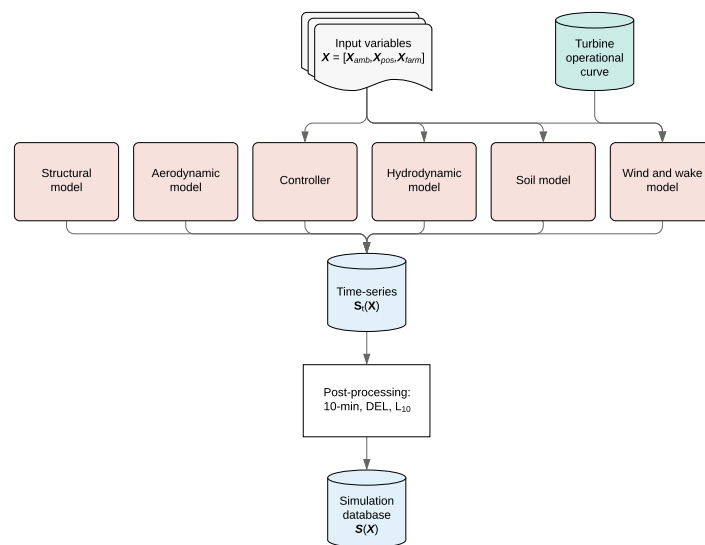 Input variables
X = [Xamb,Xpos,Xfarm]
Turbine
operational
curve
Structural
model
Aerodynamic
model
Controller
Hydrodynamic
model
Soil model
Wind and wake
model
Time-series
St(X)
Post-processing:
10-min, DEL, L10
Simulation
database
S(X)